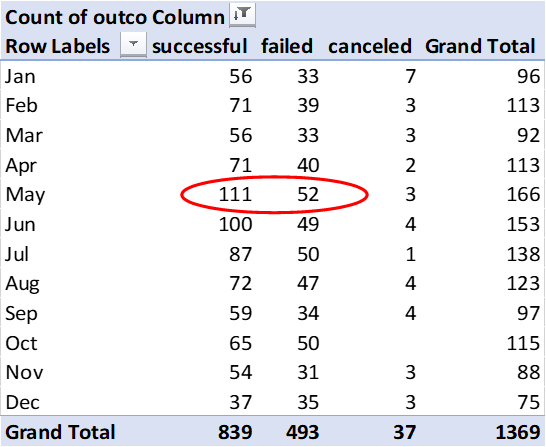 Count of outco Column
Row Labels successful failed canceled Grand Total
Jan 56 33 7 96
Feb 71 39 3 113
Mar 56 33 3 92
Apr 71 40 2 113
May 111 52 3 166
Jun 100 49 4 153
Jul 87 50 1 138
Aug 72 47 4 123
Sep 59 34 4 97
Oct 65 50 115
Nov 54 31 3 88
Dec 37 35 3 75
Grand Total 839 493 37 1369